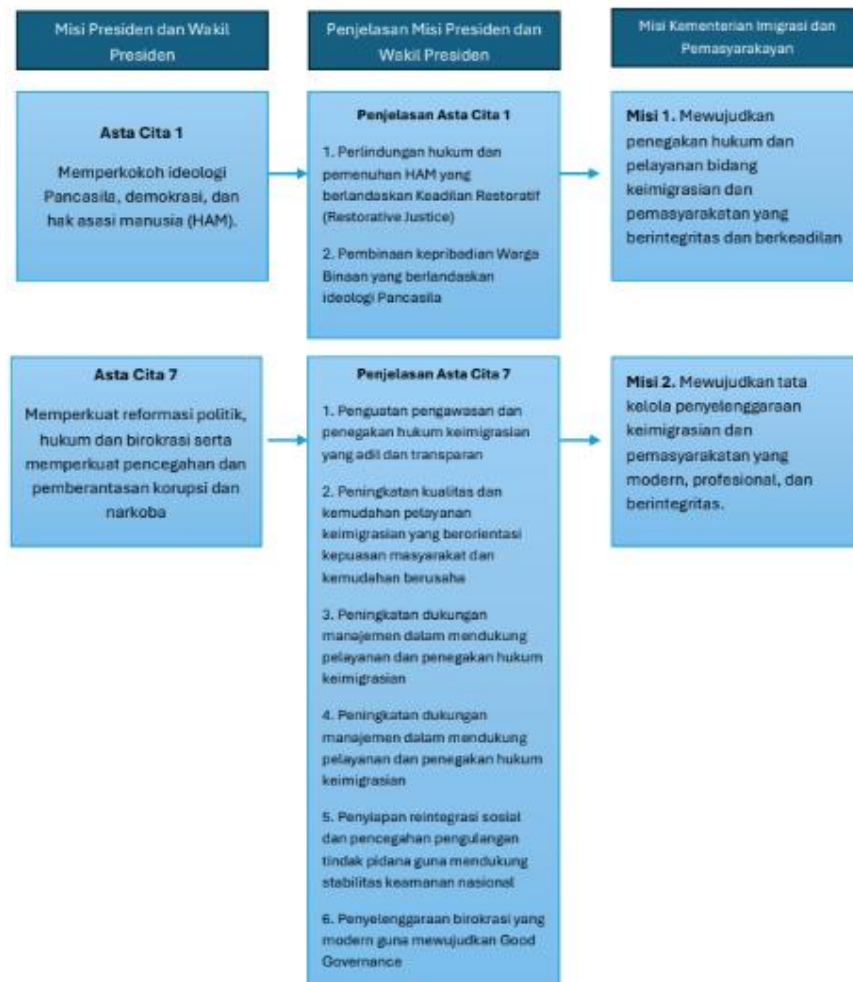 Misi Presiden dan Wakil
Presiden
Penjelasan Misi Presiden dan
Wakil Presiden
Misi Kementerian Imigrasi dan
Pemasyarakayan
Asta Cita 1
Memperkokoh ideologi
Pancasila, demokrasi, dan
hak asasi manusia (HAM).
Penjelasan Asta Cita 1
1. Perlindungan hukum dan
pemenuhan HAM yang
berlandaskan Keadilan Restoratif
(Restorative Justice)
2. Pembinaan kepribadian Warga
Binaan yang berlandaskan
ideologi Pancasila
Misi 1. Mewujudkan
penegakan hukum dan
pelayanan bidang
keimigrasian dan
pemasyarakatan yang
berintegritas dan berkeadilan
Asta Cita 7
Memperkuat reformasi politik,
hukum dan birokrasi serta
memperkuat pencegahan dan
pemberantasan korupsi dan
narkoba
Penjelasan Asta Cita 7
1. Penguatan pengawasan dan
penegakan hukum keimigrasian
yang adil dan transparan
2. Peningkatan kualitas dan
kemudahan pelayanan
keimigrasian yang berorientasi
kepuasan masyarakat dan
kemudahan berusaha
3. Peningkatan dukungan
manajemen dalam mendukung
pelayanan dan penegakan hukum
keimigrasian
4. Peningkatan dukungan
manajemen dalam mendukung
pelayanan dan penegakan hukum
keimigrasian
5. Penyiapan reintegrasi sosial
dan pencegahan pengulangan
tindak pidana guna mendukung
stabilitas keamanan nasional
6. Penyelenggaraan birokrasi yang
modern guna mewujudkan Good
Governance
Misi 2. Mewujudkan tata
kelola penyelenggaraan
keimigrasian dan
pemasyarakatan yang
modern, profesional, dan
berintegritas.